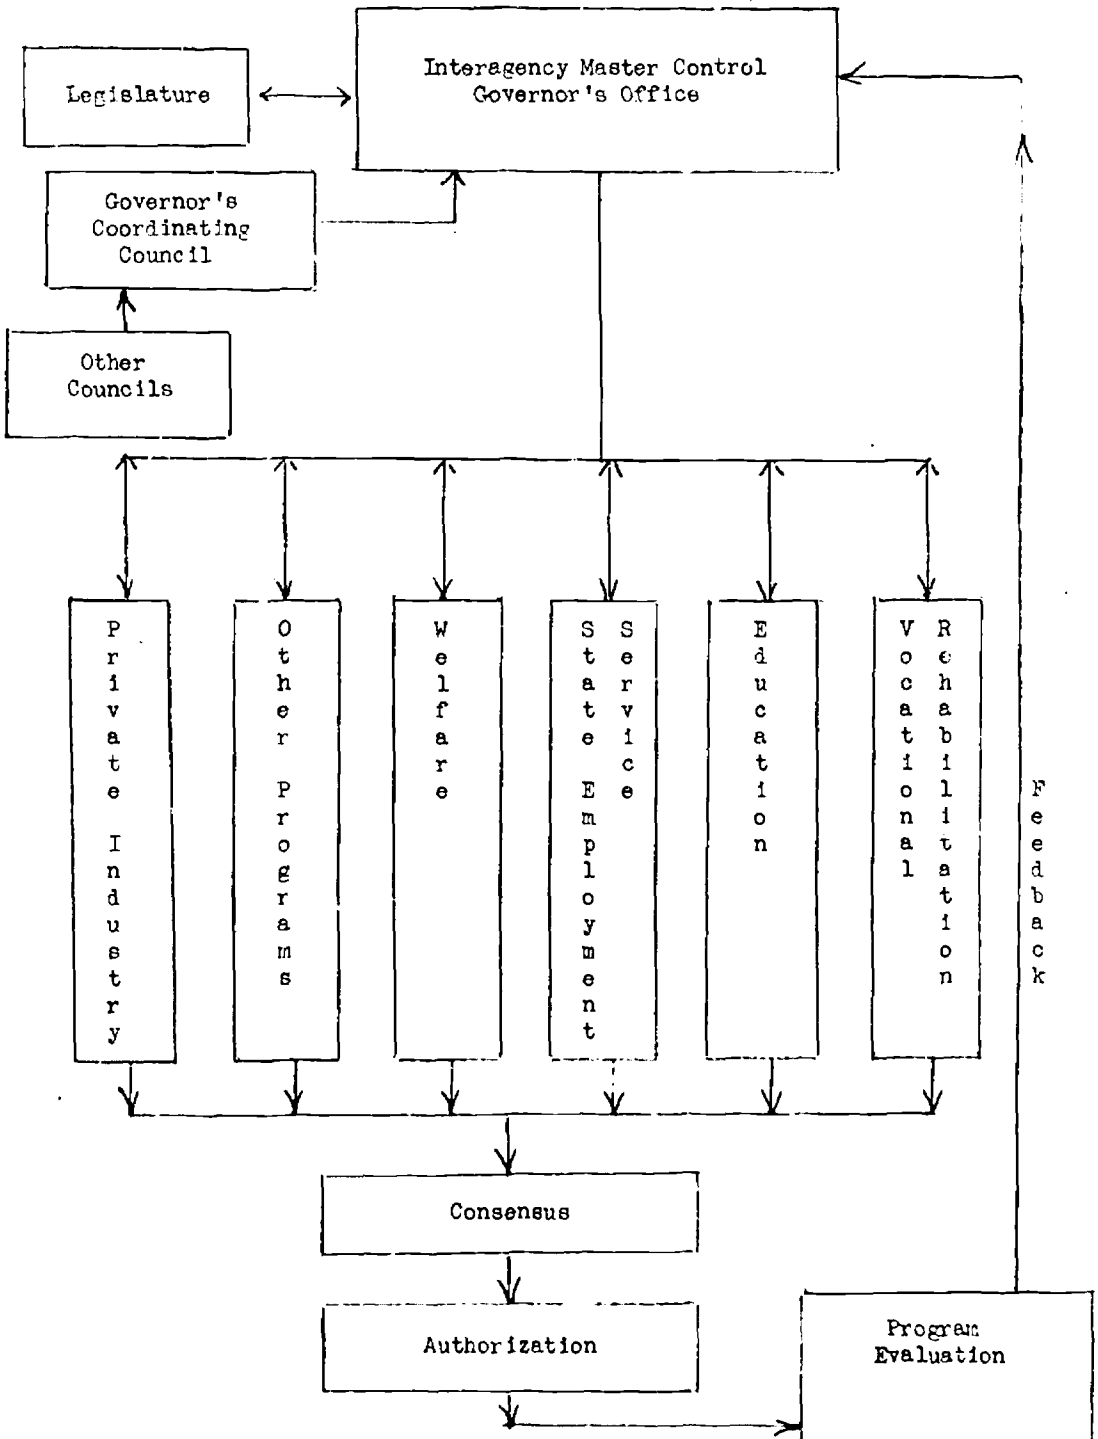 Interagency Master Control
Governor's Office
Legislature
Governor's
Coordinating
Council
Other
Councils
Private Industry
Other Programs
Welfare
State Employment
Service
Education
Vocational
Rehabilitation
Feedback
Consensus
Authorization
Program
Evaluation